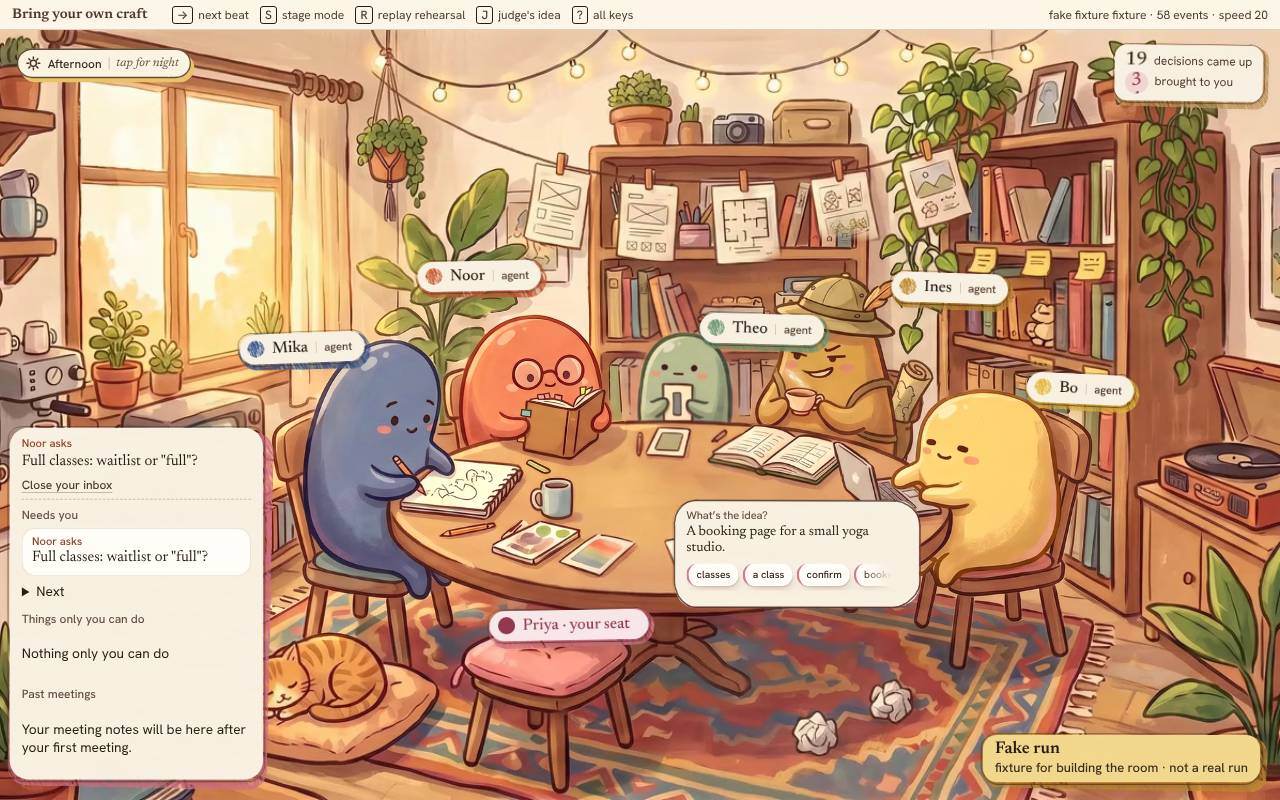 Bring your own craft
→ next beat S stage mode R replay rehearsal J judge's idea ? all keys
fake fixture fixture · 58 events · speed 20
Afternoon tap for night
19 decisions came up
3 brought to you
Noor agent
Ines agent
Theo agent
Mika agent
Bo agent
Noor asks
Full classes: waitlist or "full"?
Close your inbox
Needs you
Noor asks
Full classes: waitlist or "full"?
Next
Things only you can do
Nothing only you can do
Past meetings
Your meeting notes will be here after
your first meeting.
What's the idea?
A booking page for a small yoga
studio.
classes a class confirm book
Priya · your seat
Fake run
fixture for building the room · not a real run